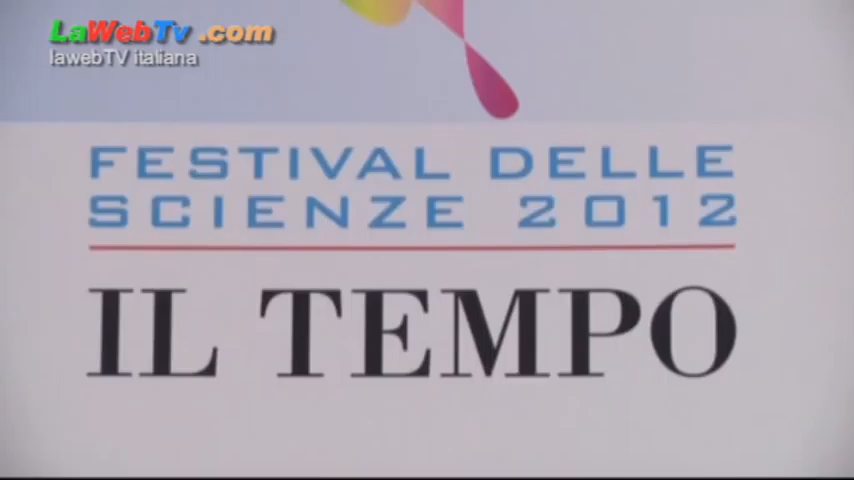 LaWebTv.com
lawebTV italiana
FESTIVAL DELLE
SCIENZE 2012
IL TEMPO